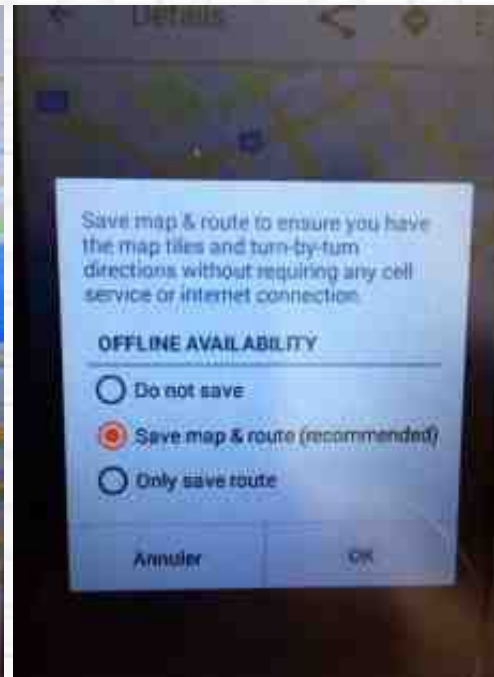 Details
Save map & route to ensure you have
the map tiles and turn-by-turn
directions without requiring any cell
service or internet connection.
OFFLINE AVAILABILITY
Do not save
Save map & route (recommended)
Only save route
Annuler
OK